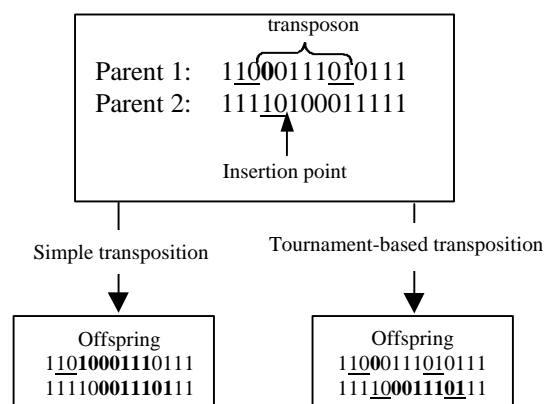 transposon
Parent 1: 11000111010111
Parent 2: 11110100011111
Insertion point
Simple transposition
Tournament-based transposition
Offspring
11010001110111
11110001110111
Offspring
11000111010111
11110001110111